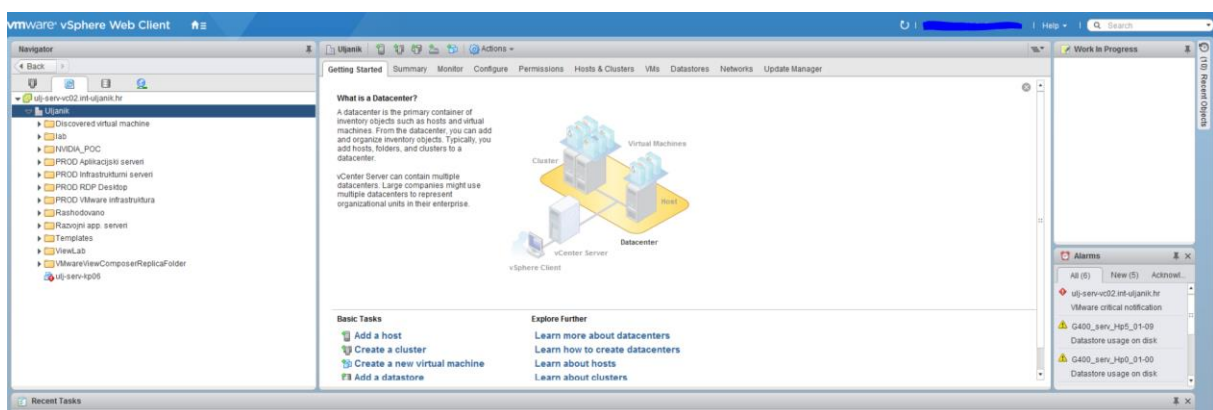 vmware® vSphere Web Client
Help
Search
Navigator
Back
ulj-serv-vc02.int-uljanik.hr
Uljanik
Discovered virtual machine
lab
NVIDIA_POC
PROD Aplikacijski serveri
PROD Infrastrukturni serveri
PROD RDP Desktop
PROD VMware infrastruktura
Rashodovano
Razvojni app. serveri
Templates
ViewLab
VMwareViewComposerReplicaFolder
ulj-serv-kp06
Uljanik Actions
Getting Started Summary Monitor Configure Permissions Hosts & Clusters VMs Datastores Networks Update Manager
What is a Datacenter?
A datacenter is the primary container of
inventory objects such as hosts and virtual
machines. From the datacenter, you can add
and organize inventory objects. Typically, you
add hosts, folders, and clusters to a
datacenter.
vCenter Server can contain multiple
datacenters. Large companies might use
multiple datacenters to represent
organizational units in their enterprise.
Virtual Machines
Cluster
Host
Datacenter
vCenter Server
vSphere Client
Basic Tasks
Add a host
Create a cluster
Create a new virtual machine
Add a datastore
Explore Further
Learn more about datacenters
Learn how to create datacenters
Learn about hosts
Learn about clusters
Work In Progress
Alarms
All (6) New (5) Acknowl...
ulj-serv-vc02.int-uljanik.hr
VMware critical notification
G400_serv_Hp5_01-09
Datastore usage on disk
G400_serv_Hp0_01-00
Datastore usage on disk
(10) Recent Objects
Recent Tasks